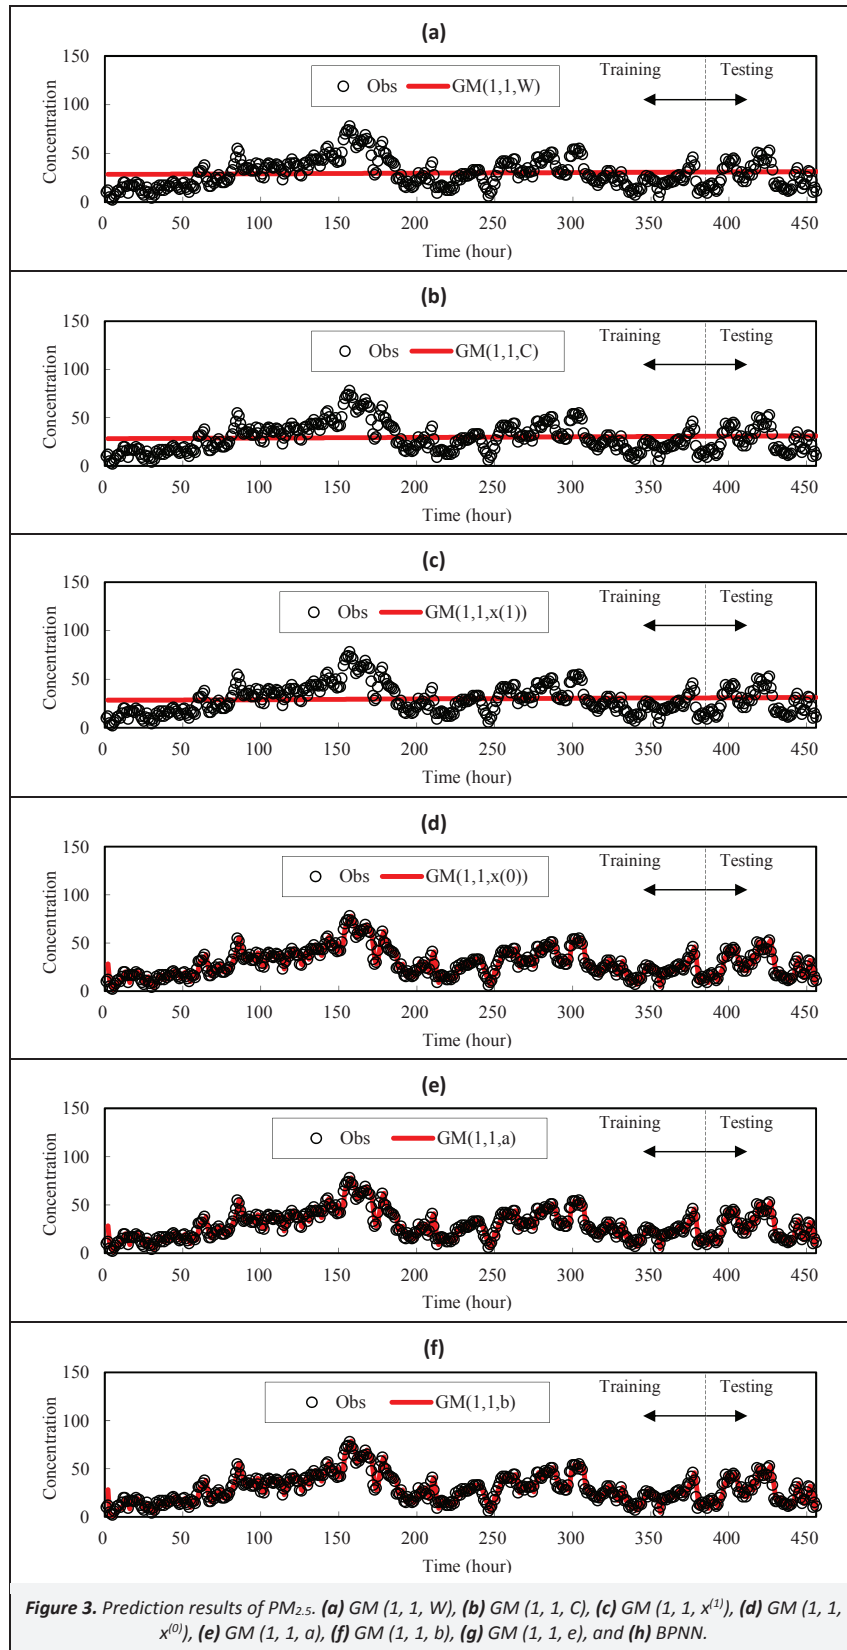 (a)
150
100
50
0
Concentration
Obs GM(1,1,W)
Training Testing
0 50 100 150 200 250 300 350 400 450
Time (hour)
(b)
150
100
50
0
Concentration
Obs GM(1,1,C)
Training Testing
0 50 100 150 200 250 300 350 400 450
Time (hour)
(c)
150
100
50
0
Concentration
Obs GM(1,1,x(1))
Training Testing
0 50 100 150 200 250 300 350 400 450
Time (hour)
(d)
150
100
50
0
Concentration
Obs GM(1,1,x(0))
Training Testing
0 50 100 150 200 250 300 350 400 450
Time (hour)
(e)
150
100
50
0
Concentration
Obs GM(1,1,a)
Training Testing
0 50 100 150 200 250 300 350 400 450
Time (hour)
(f)
150
100
50
0
Concentration
Obs GM(1,1,b)
Training Testing
0 50 100 150 200 250 300 350 400 450
Time (hour)
Figure 3. Prediction results of PM2.5. (a) GM (1, 1, W), (b) GM (1, 1, C), (c) GM (1, 1, x(1)), (d) GM (1, 1,
x(0)), (e) GM (1, 1, a), (f) GM (1, 1, b), (g) GM (1, 1, e), and (h) BPNN.